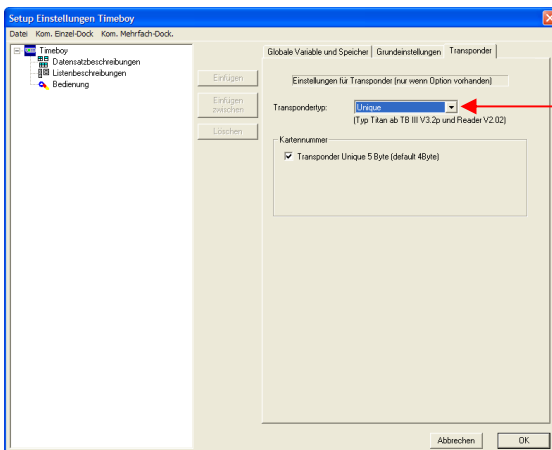 Setup Einstellungen Timeboy
Datei Kom. Einzel-Dock Kom. Mehrfach-Dock.
Timeboy
Datensatzbeschreibungen
Listenbeschreibungen
Bedienung
Einfügen
Einfügen
zwischen
Löschen
Globale Variable und Speicher Grundeinstellungen Transponder
Einstellungen für Transponder (nur wenn Option vorhanden)
Transpondertyp: Unique
(Typ Titan ab TB III V3.2p und Reader V2.02)
Kartennummer
Transponder Unique 5 Byte (default 4Byte)
Abbrechen OK